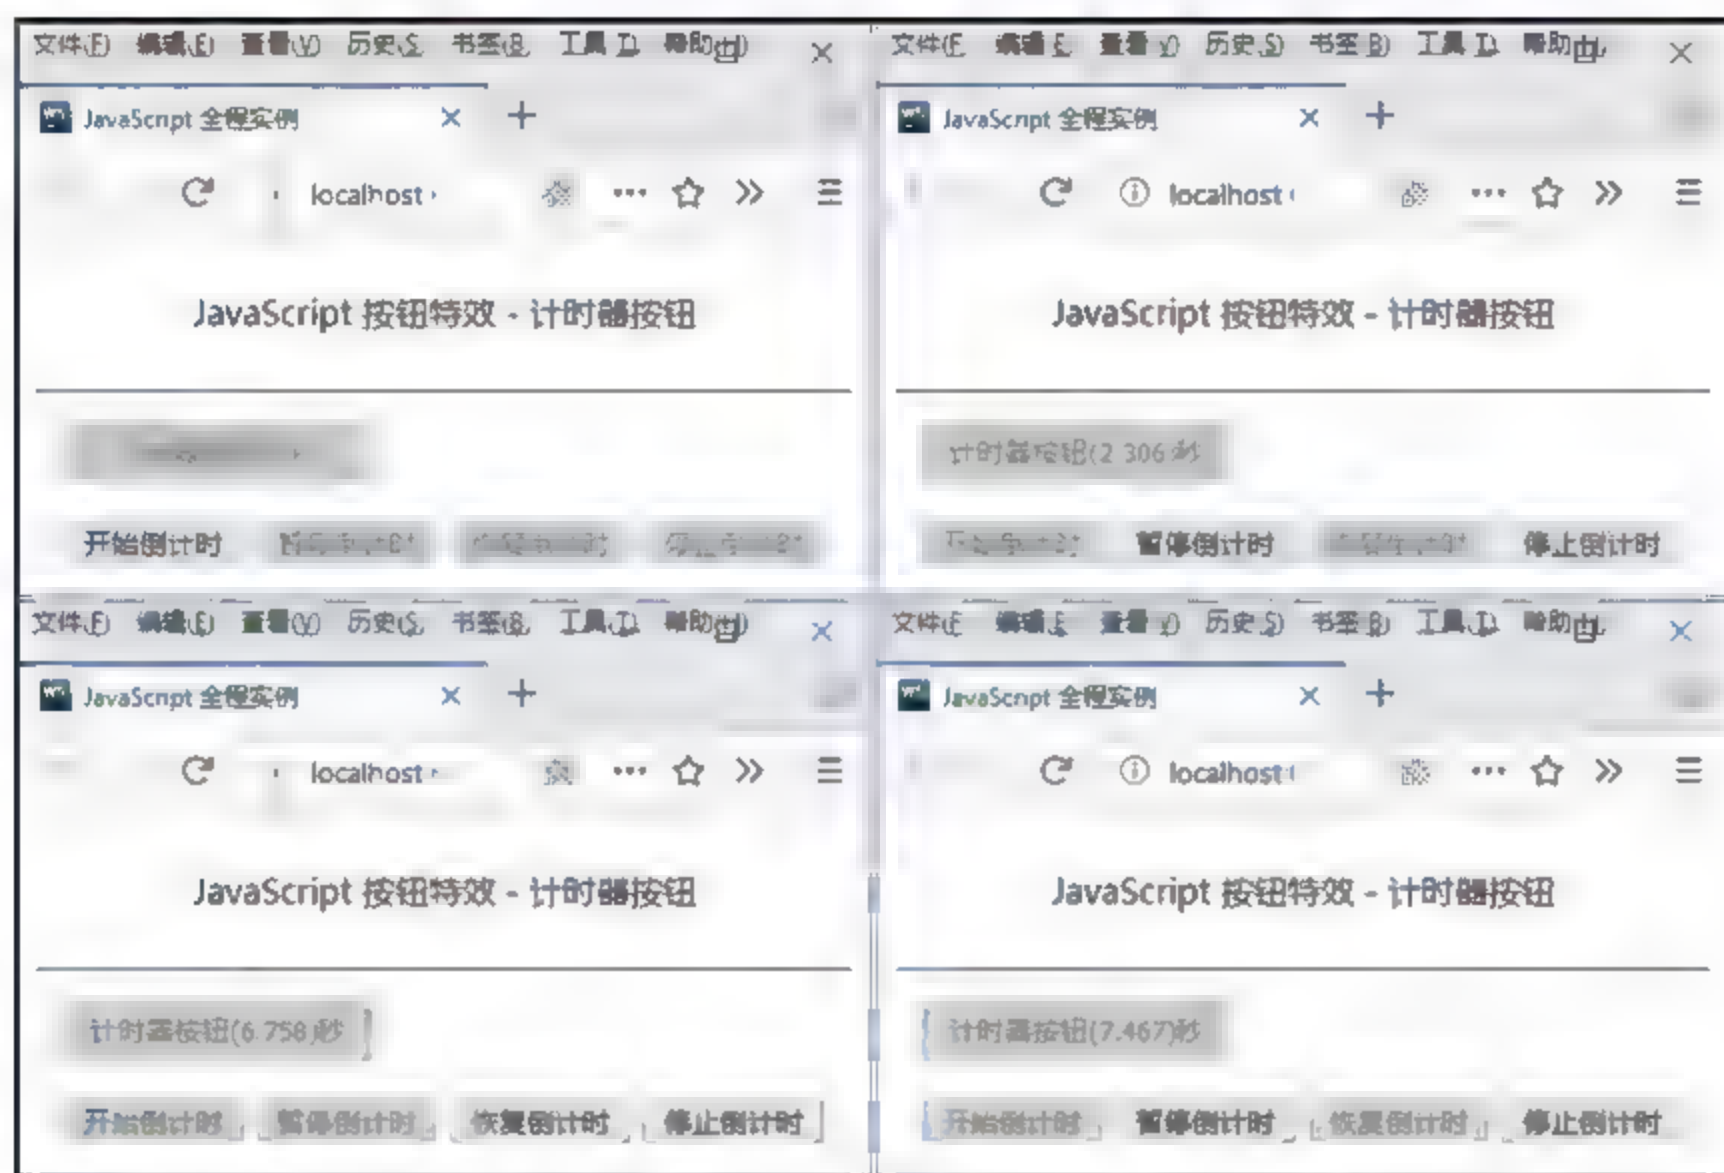 文件(F) 编辑(E) 查看(V) 历史(S) 书签(B) 工具(T) 帮助(H)
JavaScript 全程实例
localhost
JavaScript 按钮特效 - 计时器按钮
开始倒计时
文件(F) 编辑(E) 查看(V) 历史(S) 书签(B) 工具(T) 帮助(H)
JavaScript 全程实例
localhost
JavaScript 按钮特效 - 计时器按钮
计时器按钮(2.306)秒
暂停倒计时 停止倒计时
文件(F) 编辑(E) 查看(V) 历史(S) 书签(B) 工具(T) 帮助(H)
JavaScript 全程实例
localhost
JavaScript 按钮特效 - 计时器按钮
计时器按钮(6.758)秒
开始倒计时 暂停倒计时 恢复倒计时 停止倒计时
文件(F) 编辑(E) 查看(V) 历史(S) 书签(B) 工具(T) 帮助(H)
JavaScript 全程实例
localhost
JavaScript 按钮特效 - 计时器按钮
计时器按钮(7.467)秒
开始倒计时 暂停倒计时 恢复倒计时 停止倒计时